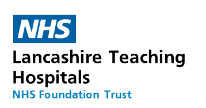 NHS
Lancashire Teaching
Hospitals
NHS Foundation Trust